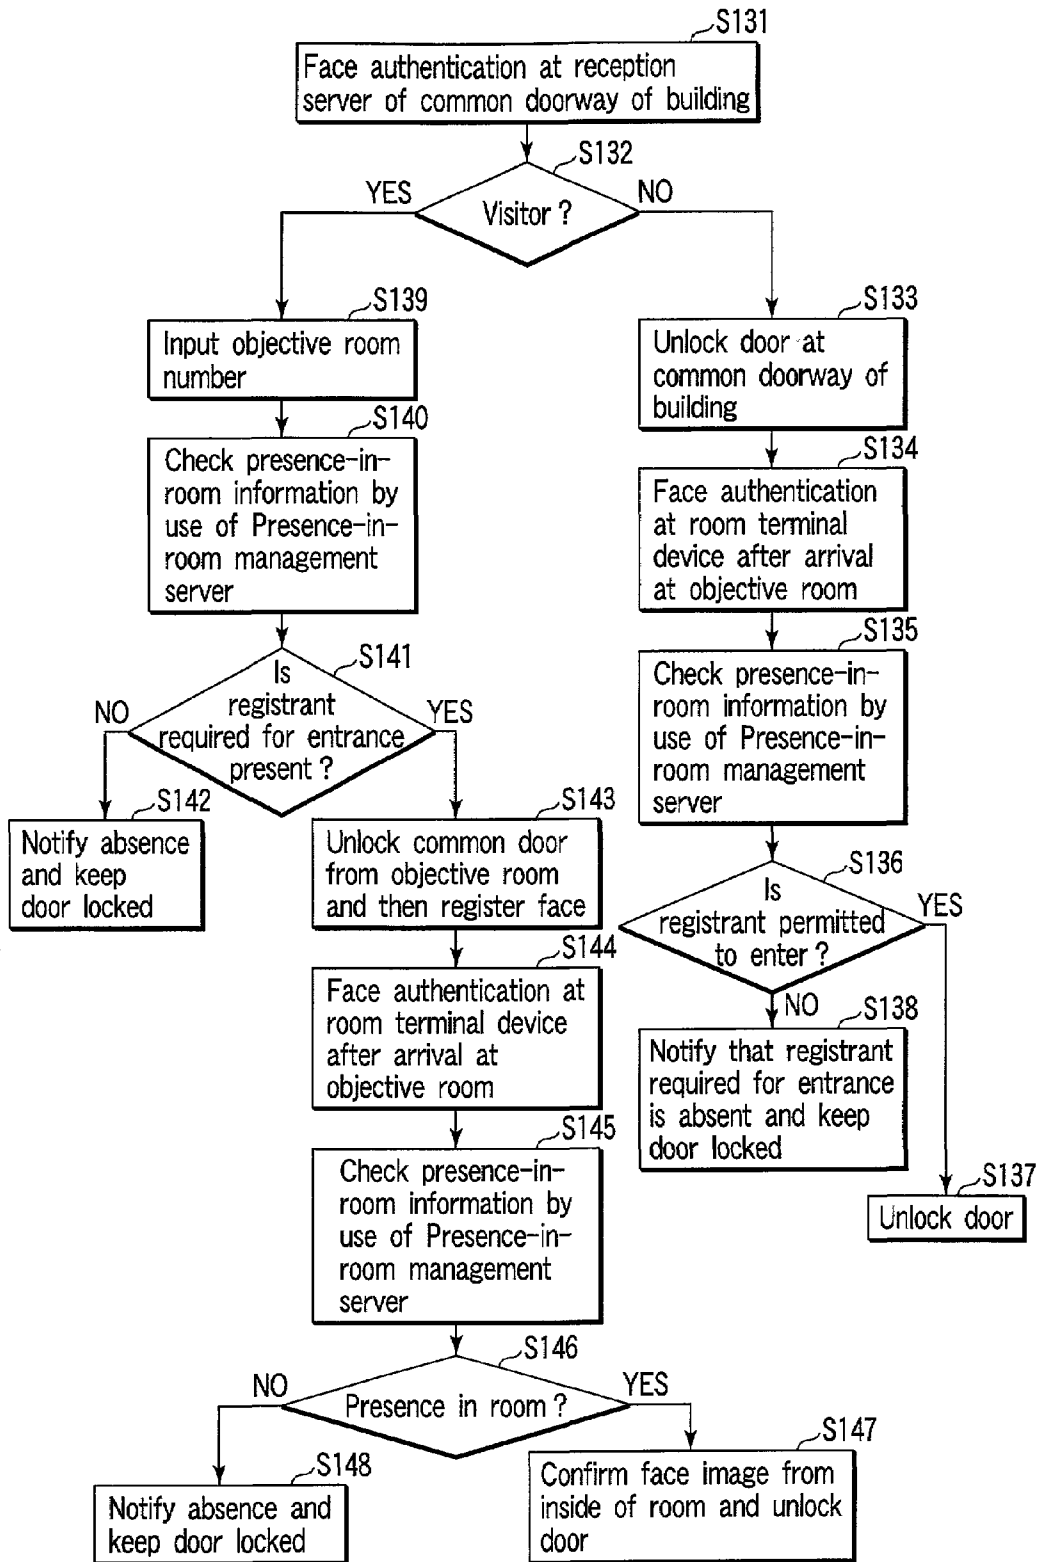 S131
Face authentication at reception
server of common doorway of building
S132
YES
Visitor ?
NO
S139
Input objective room
number
S133
Unlock door at
common doorway of
building
S140
Check presence-in-
room information by
use of Presence-in-
room management
server
S134
Face authentication
at room terminal
device after arrival
at objective room
S135
Check presence-in-
room information by
use of Presence-in-
room management
server
S141
Is
registrant
required for entrance
present ?
NO
YES
S142
Notify absence
and keep
door locked
S143
Unlock common door
from objective room
and then register face
S136
Is
registrant permitted
to enter ?
YES
NO
S144
Face authentication at
room terminal device
after arrival at
objective room
S138
Notify that registrant
required for entrance
is absent and keep
door locked
S137
Unlock door
S145
Check presence-in-
room information by
use of Presence-in-
room management
server
S146
NO
Presence in room ?
YES
S148
Notify absence and
keep door locked
S147
Confirm face image from
inside of room and unlock
door